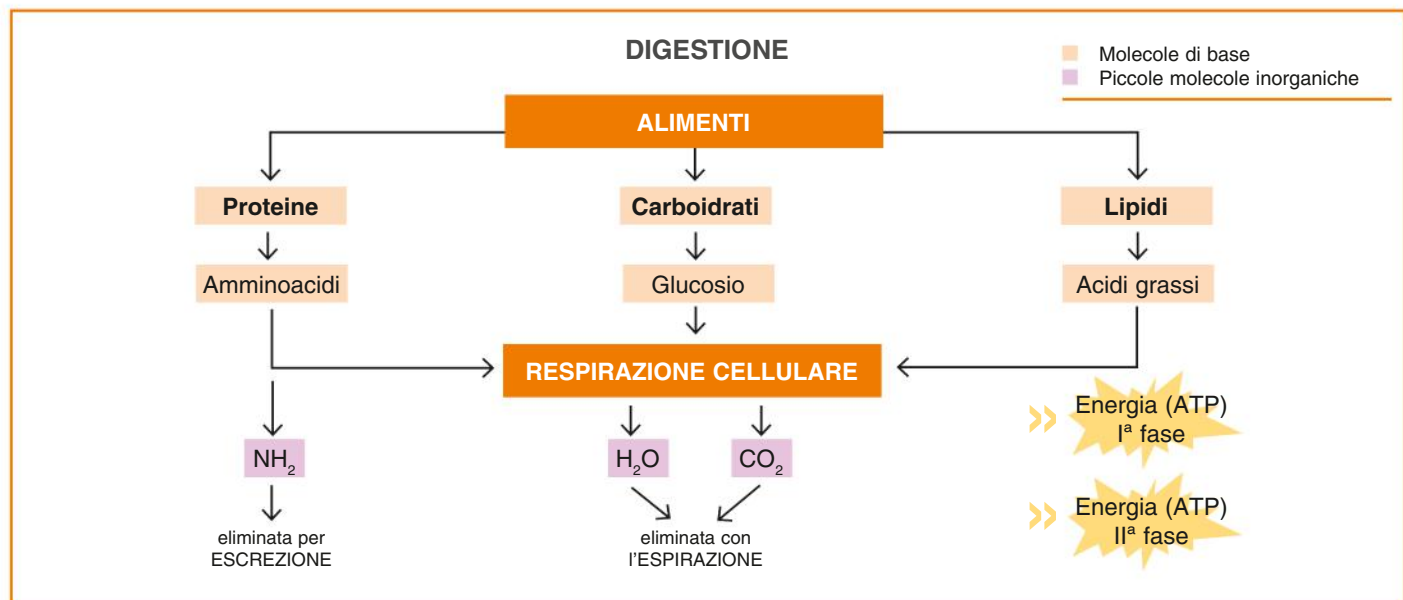 DIGESTIONE
Molecole di base
Piccole molecole inorganiche
ALIMENTI
Proteine
Carboidrati
Lipidi
Amminoacidi
Glucosio
Acidi grassi
RESPIRAZIONE CELLULARE
Energia (ATP)
Iª fase
NH₂
H₂O
CO₂
Energia (ATP)
IIª fase
eliminata per
ESCREZIONE
eliminata con
l'ESPIRAZIONE